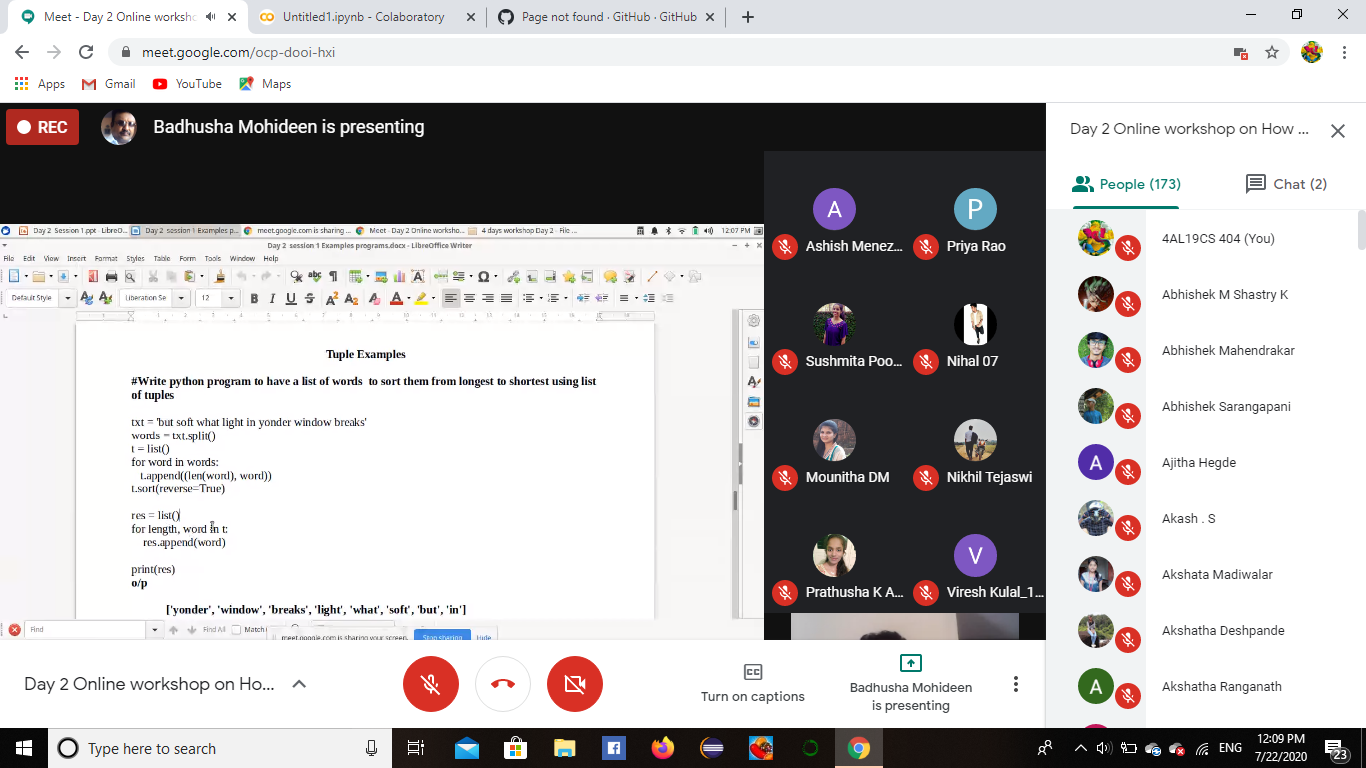 Meet - Day 2 Online worksho
Untitled1.ipynb - Colaboratory
Page not found · GitHub · GitHub
meet.google.com/ocp-dooi-hxi
Apps
Gmail
YouTube
Maps
REC
Badhusha Mohideen is presenting
Day 2 Online workshop on How ...
People (173)
Chat (2)
Day 2 Session 1.ppt - LibreO...
Day 2 session 1 Examples p...
meet.google.com is sharing ...
Meet - Day 2 Online worksho...
4 days workshop Day 2 - File ...
12:07 PM
Day 2 session 1 Examples programs.docx - LibreOffice Writer
File Edit View Insert Format Styles Table Form Tools Window Help
Default Style
Liberation Se
12
Tuple Examples
#Write python program to have a list of words to sort them from longest to shortest using list
of tuples
txt = 'but soft what light in yonder window breaks'
words = txt.split()
t = list()
for word in words:
t.append((len(word), word))
t.sort(reverse=True)
res = list()
for length, word in t:
res.append(word)
print(res)
o/p
['yonder', 'window', 'breaks', 'light', 'what', 'soft', 'but', 'in']
Find
Find All
Match
meet.google.com is sharing your screen.
Stop sharing
Hide
A
Ashish Menez...
P
Priya Rao
Sushmita Poo...
Nihal 07
Mounitha DM
Nikhil Tejaswi
Prathusha K A...
V
Viresh Kulal_1...
4AL19CS 404 (You)
Abhishek M Shastry K
Abhishek Mahendrakar
Abhishek Sarangapani
A
Ajitha Hegde
Akash . S
Akshata Madiwalar
Akshatha Deshpande
A
Akshatha Ranganath
Day 2 Online workshop on Ho...
Turn on captions
Badhusha Mohideen
is presenting
Type here to search
ENG
12:09 PM
7/22/2020
23